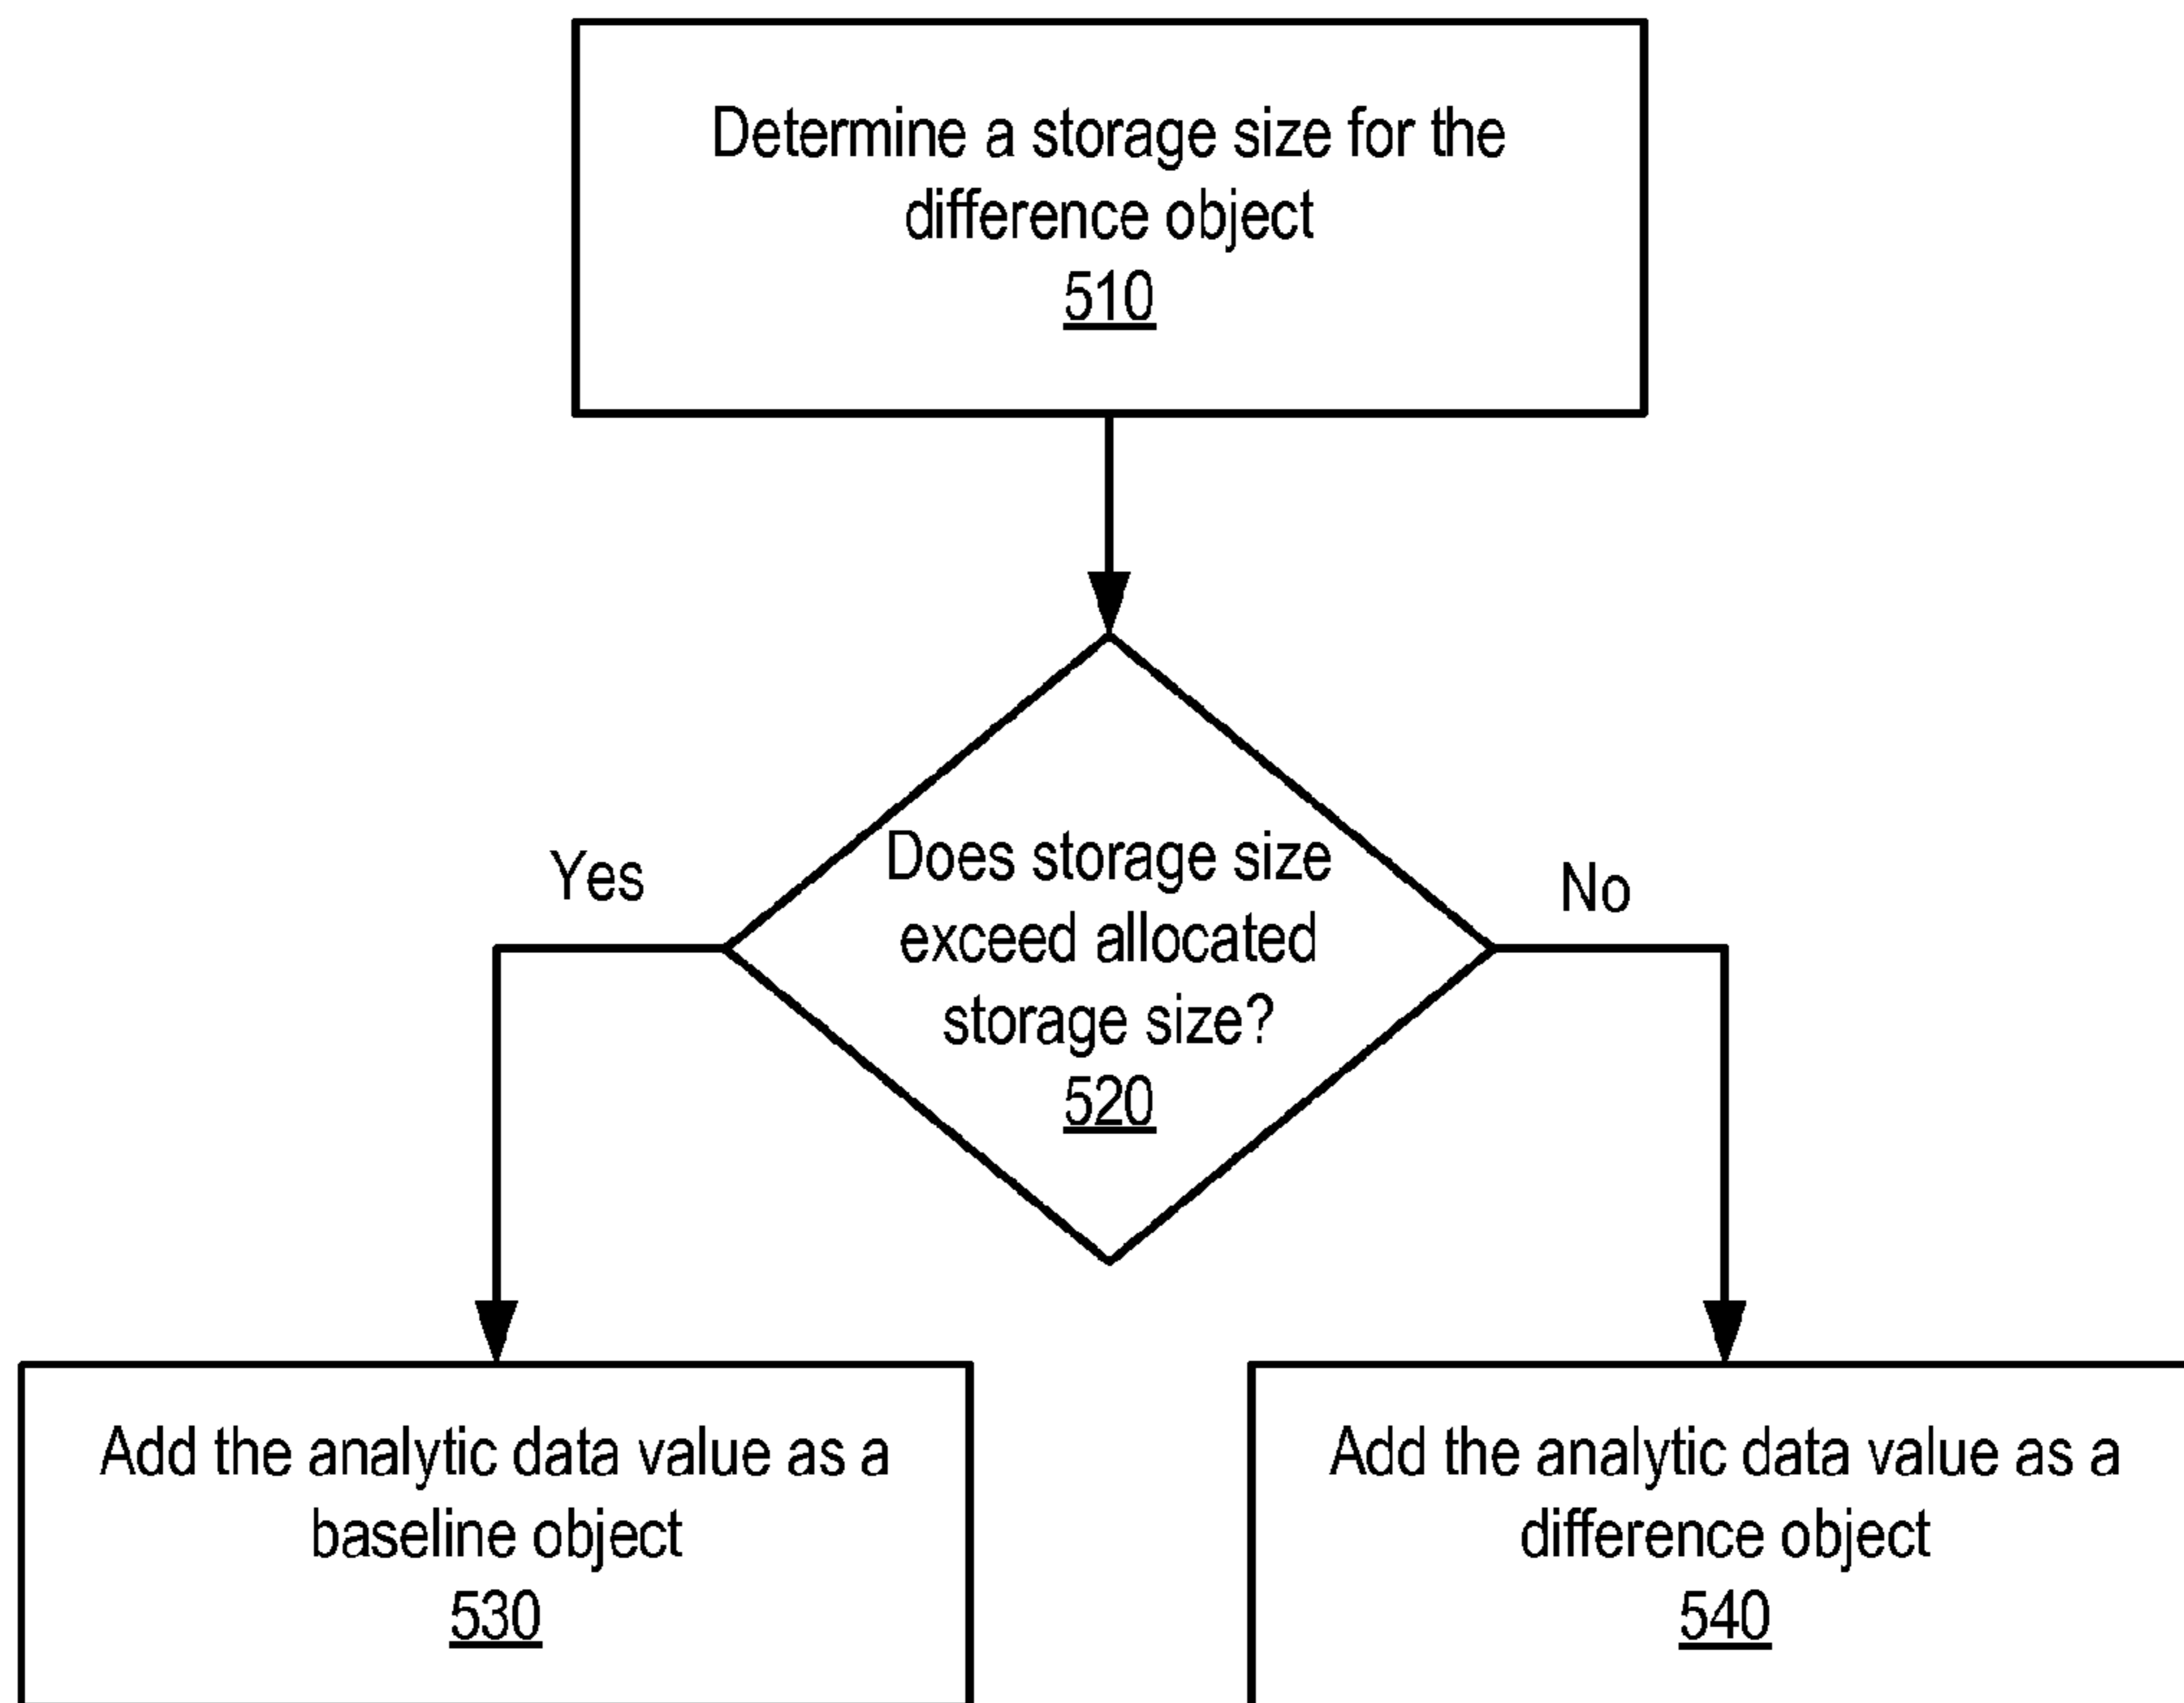 Determine a storage size for the
difference object
510
Does storage size
exceed allocated
storage size?
520
Yes
No
Add the analytic data value as a
baseline object
530
Add the analytic data value as a
difference object
540